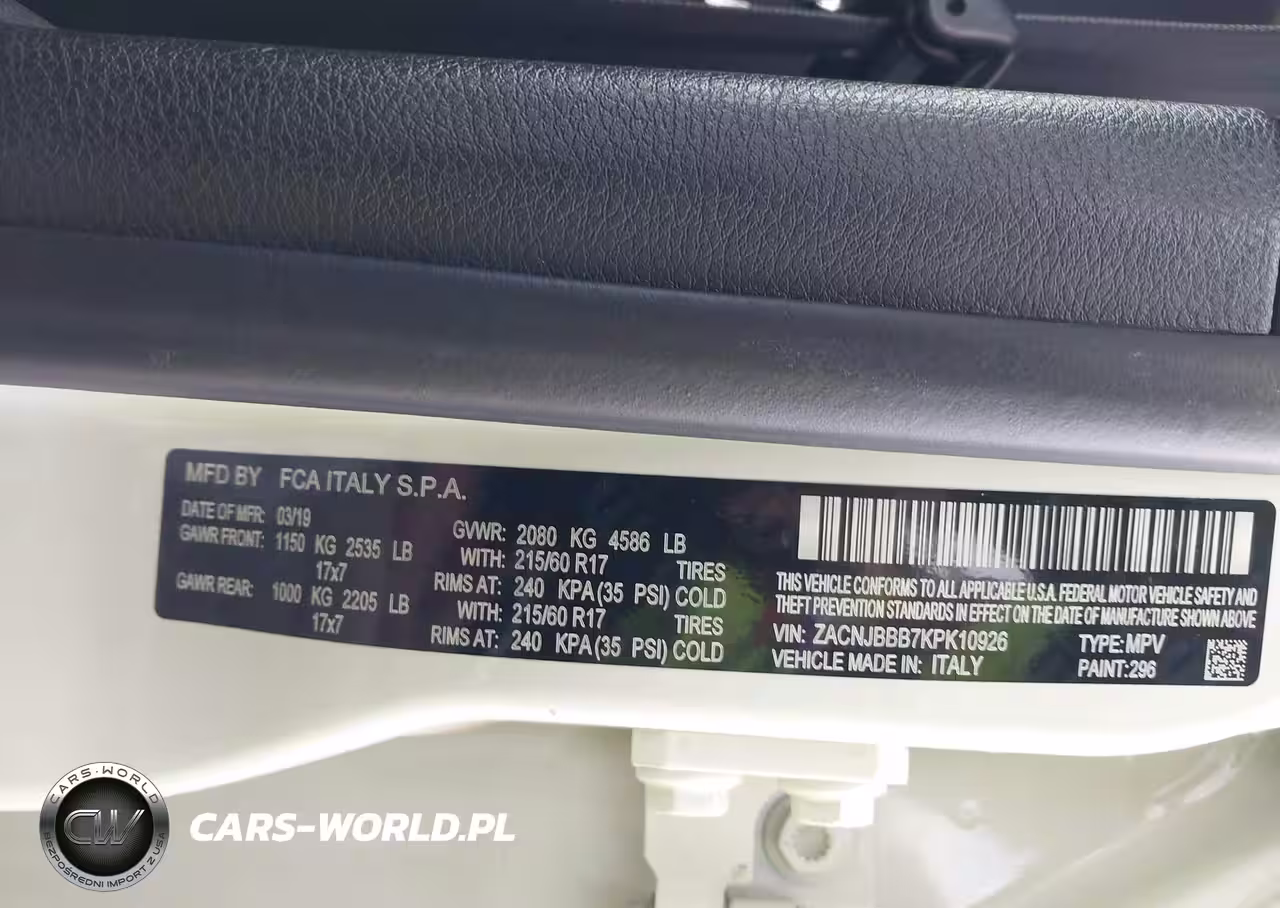 MFD BY FCA ITALY S.P.A.
DATE OF MFR: 03/19
GAWR FRONT: 1150 KG 2535 LB
17x7
GAWR REAR: 1000 KG 2205 LB
17x7
GVWR: 2080 KG 4586 LB
WITH: 215/60 R17 TIRES
RIMS AT: 240 KPA(35 PSI) COLD
WITH: 215/60 R17 TIRES
RIMS AT: 240 KPA(35 PSI) COLD
THIS VEHICLE CONFORMS TO ALL APPLICABLE U.S.A. FEDERAL MOTOR VEHICLE SAFETY AND
THEFT PREVENTION STANDARDS IN EFFECT ON THE DATE OF MANUFACTURE SHOWN ABOVE
VIN: ZACNJBBB7KPK10926 TYPE:MPV
VEHICLE MADE IN: ITALY PAINT:296
CARS-WORLD
CW
BEZPOŚREDNI IMPORT Z USA
CARS-WORLD.PL